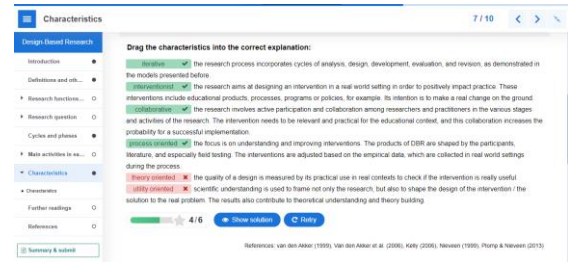 Characteristics
7 / 10
Design-Based Research
Introduction
Definitions and oth...
Research functions...
Research question
Cycles and phases
Main activities in es...
Characteristics
Characteristics
Further readings
References
Summary & submit
Drag the characteristics into the correct explanation:
iterative the research process incorporates cycles of analysis, design, development, evaluation, and revision, as demonstrated in
the models presented before.
interventionist the research aims at designing an intervention in a real world setting in order to positively impact practice. These
interventions include educational products, processes, programs or policies, for example. Its intention is to make a real change on the ground.
collaborative the research involves active participation and collaboration among researchers and practitioners in the various stages
and activities of the research. The intervention needs to be relevant and practical for the educational context, and this collaboration increases the
probability for a successful implementation.
process oriented the focus is on understanding and improving interventions. The products of DBR are shaped by the participants,
literature, and especially field testing. The interventions are adjusted based on the empirical data, which are collected in real world settings
during the process.
theory oriented the quality of a design is measured by its practical use in real contexts to check if the intervention is really useful.
utility oriented scientific understanding is used to frame not only the research, but also to shape the design of the intervention / the
solution to the real problem. The results also contribute to theoretical understanding and theory building.
4/6 Show solution Retry
References: van den Akker (1999), Van den Akker et al. (2006), Kelly (2006), Nieveen (1999), Plomp & Nieveen (2013)